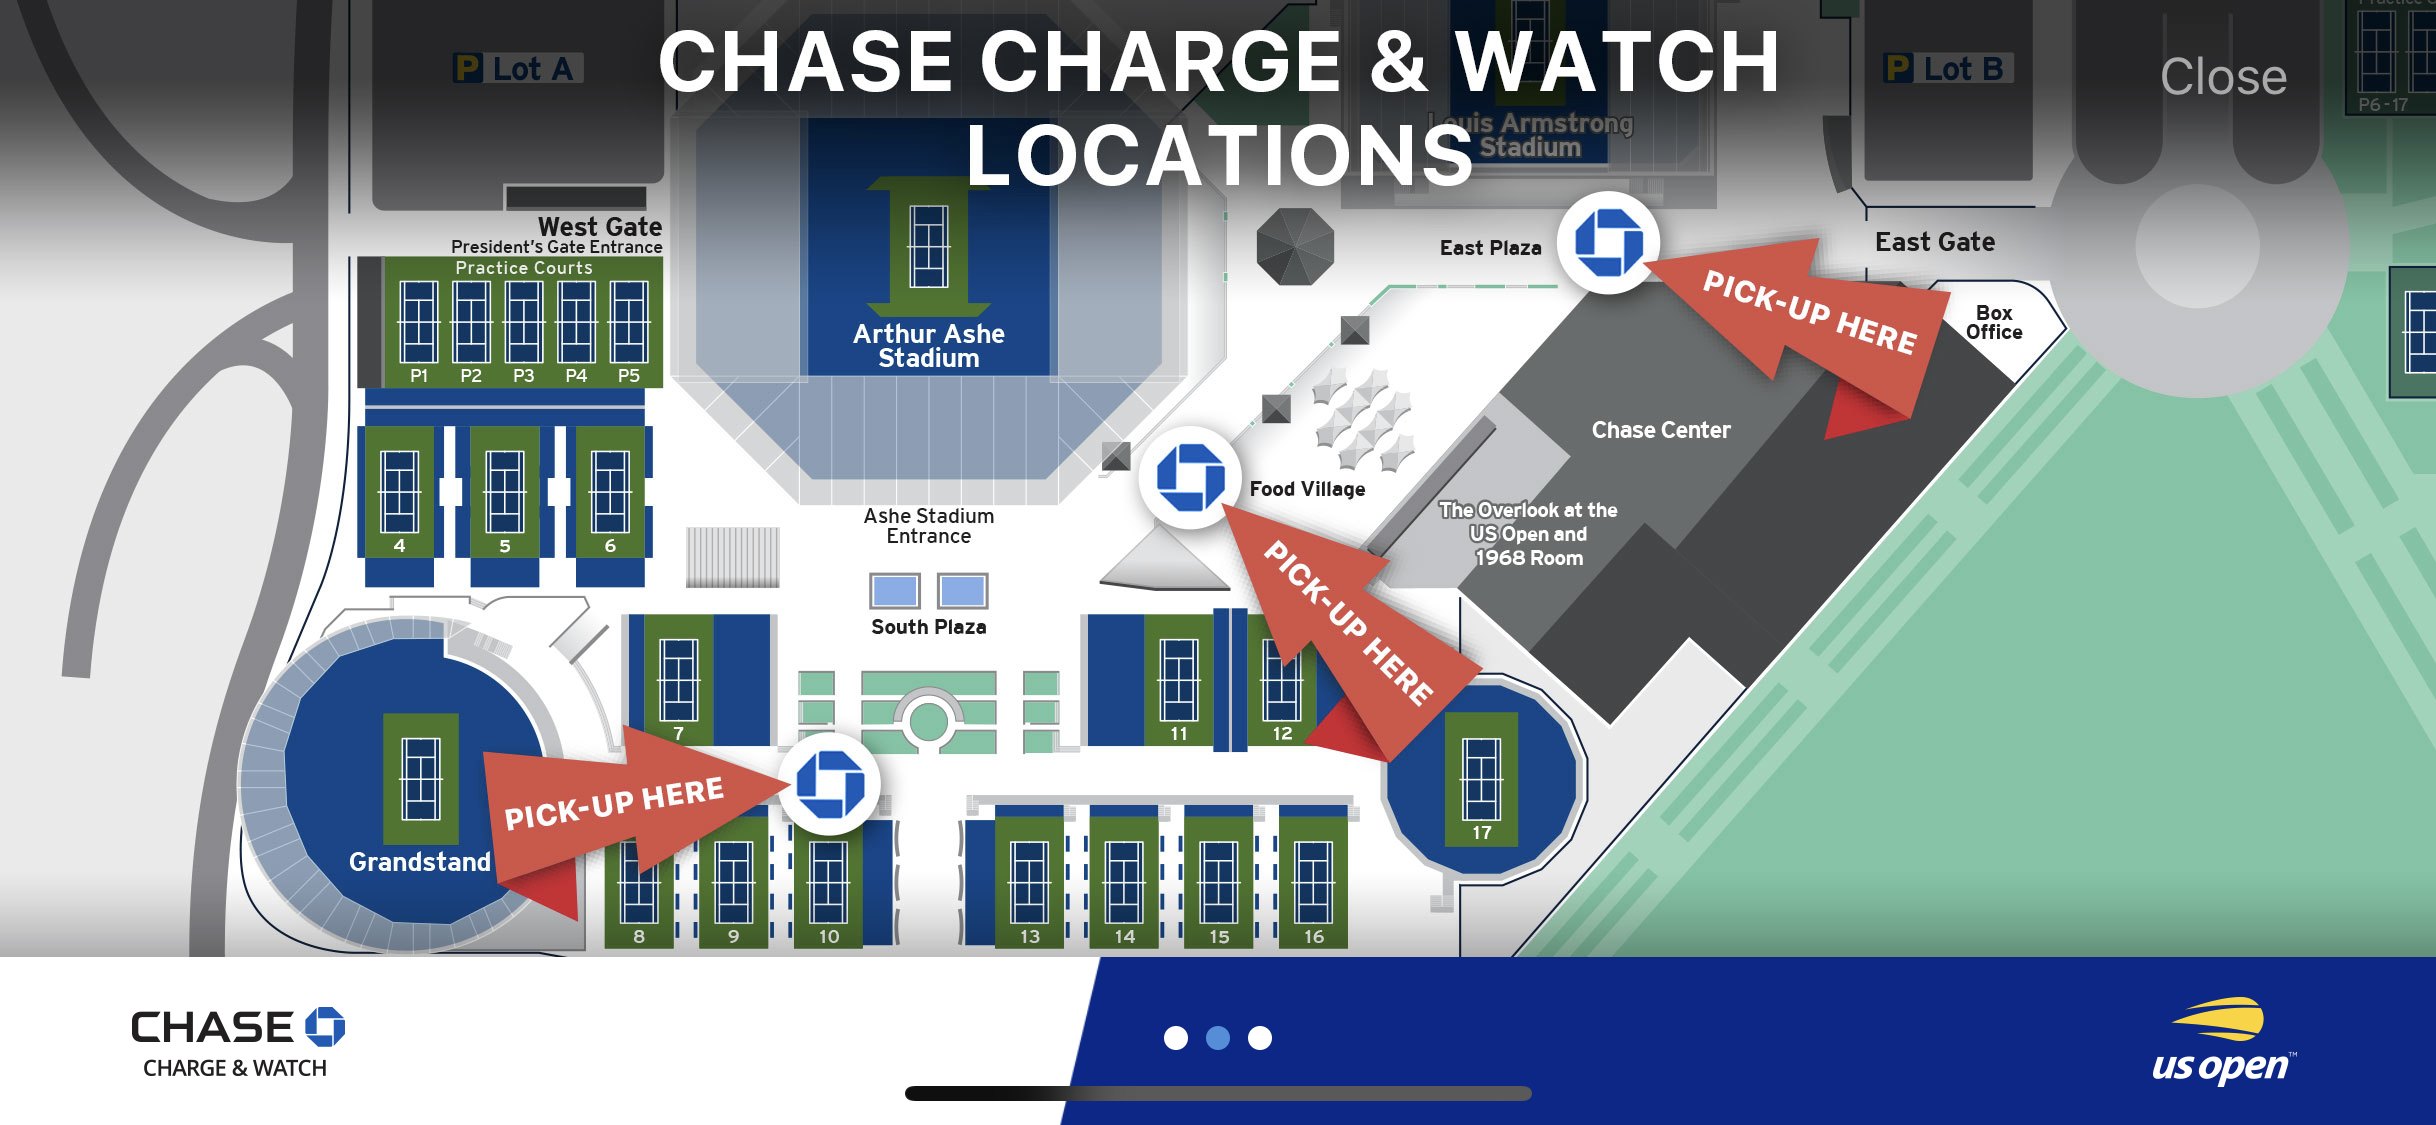 CHASE CHARGE & WATCH
LOCATIONS
Close
P Lot A
P Lot B
P6-17
Louis Armstrong
Stadium
West Gate
President's Gate Entrance
Practice Courts
P1 P2 P3 P4 P5
East Plaza
East Gate
PICK-UP HERE
Box
Office
Arthur Ashe
Stadium
Chase Center
Food Village
The Overlook at the
US Open and
1968 Room
Ashe Stadium
Entrance
4 5 6
PICK-UP HERE
South Plaza
7
11 12
PICK-UP HERE
17
Grandstand
8 9 10 13 14 15 16
CHASE
CHARGE & WATCH
us open™